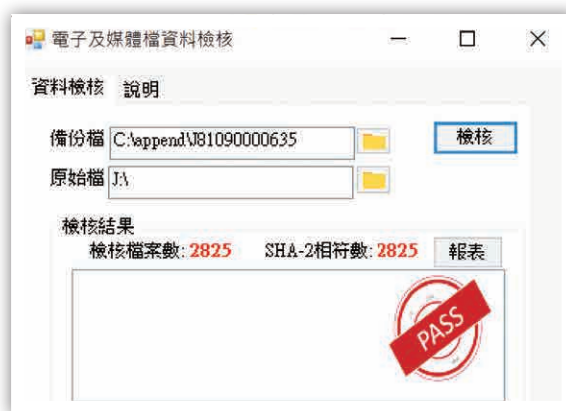 電子及媒體檔資料檢核
資料檢核 說明
備份檔 C:\append\J81090000635 檢核
原始檔 J:\
檢核結果
檢核檔案數: 2825 SHA-2相符數: 2825 報表
PASS